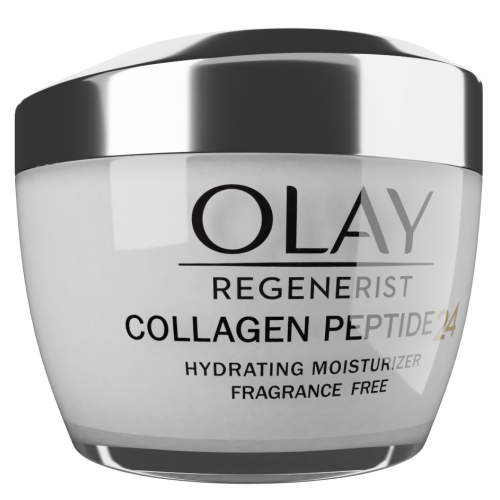 OLAY
REGENERIST
COLLAGEN PEPTIDE24
HYDRATING MOISTURIZER
FRAGRANCE FREE